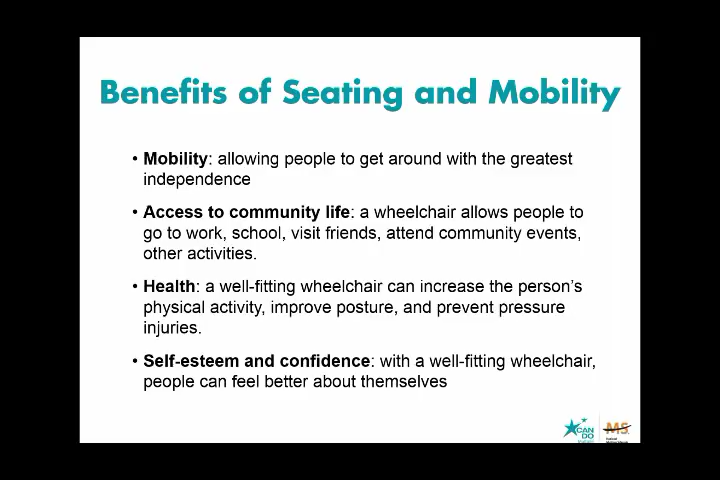 Benefits of Seating and Mobility
• Mobility: allowing people to get around with the greatest
independence
• Access to community life: a wheelchair allows people to
go to work, school, visit friends, attend community events,
other activities.
• Health: a well-fitting wheelchair can increase the person's
physical activity, improve posture, and prevent pressure
injuries.
• Self-esteem and confidence: with a well-fitting wheelchair,
people can feel better about themselves
CAN
DO
MS